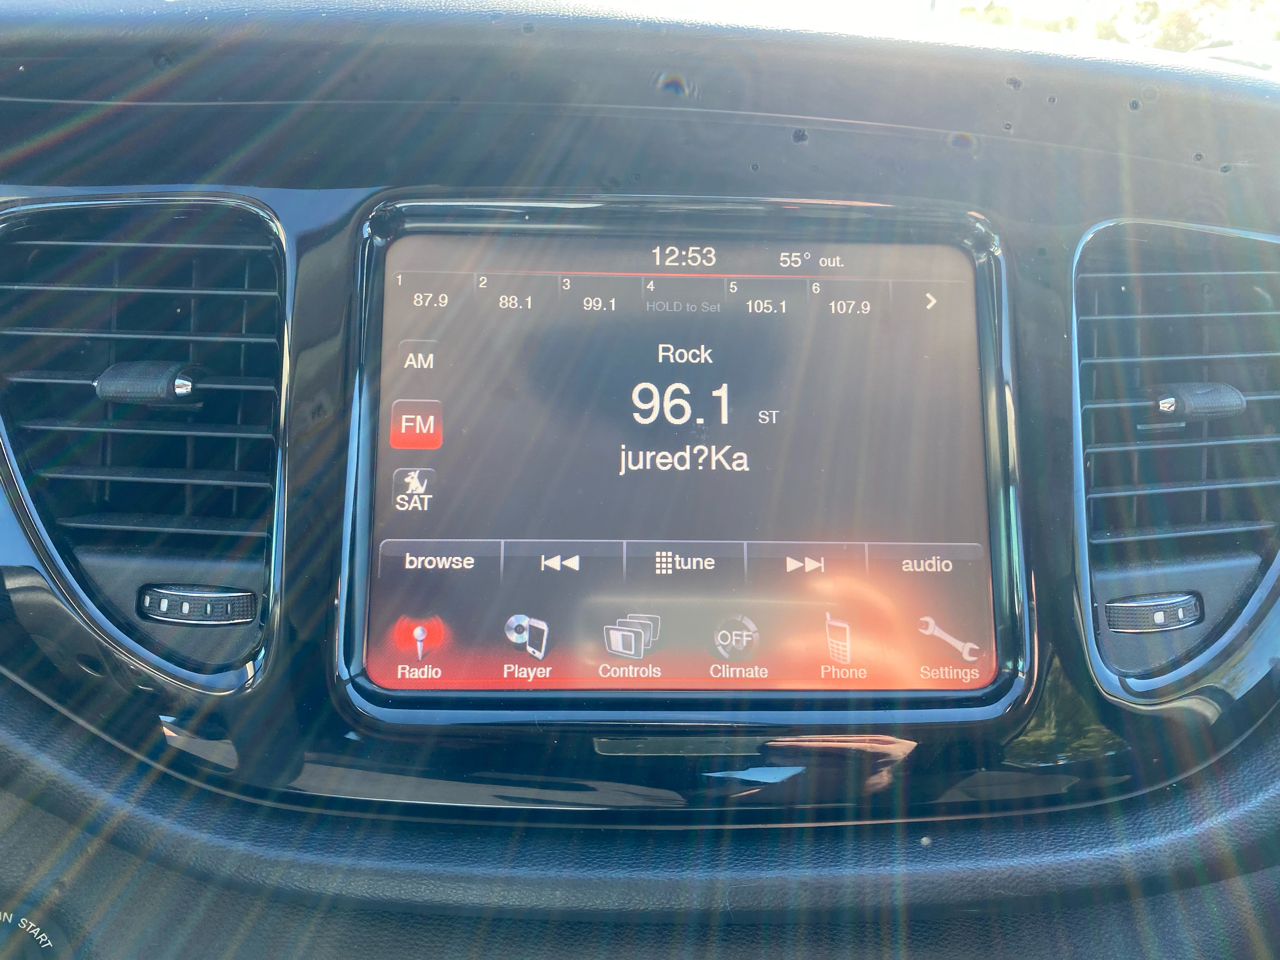 12:53 55° out.
1 2 3 4 5 6
87.9 88.1 99.1 HOLD to Set 105.1 107.9
AM
Rock
96.1 ST
FM
jured?Ka
SAT
browse tune audio
OFF
Radio Player Controls Climate Phone Settings
START